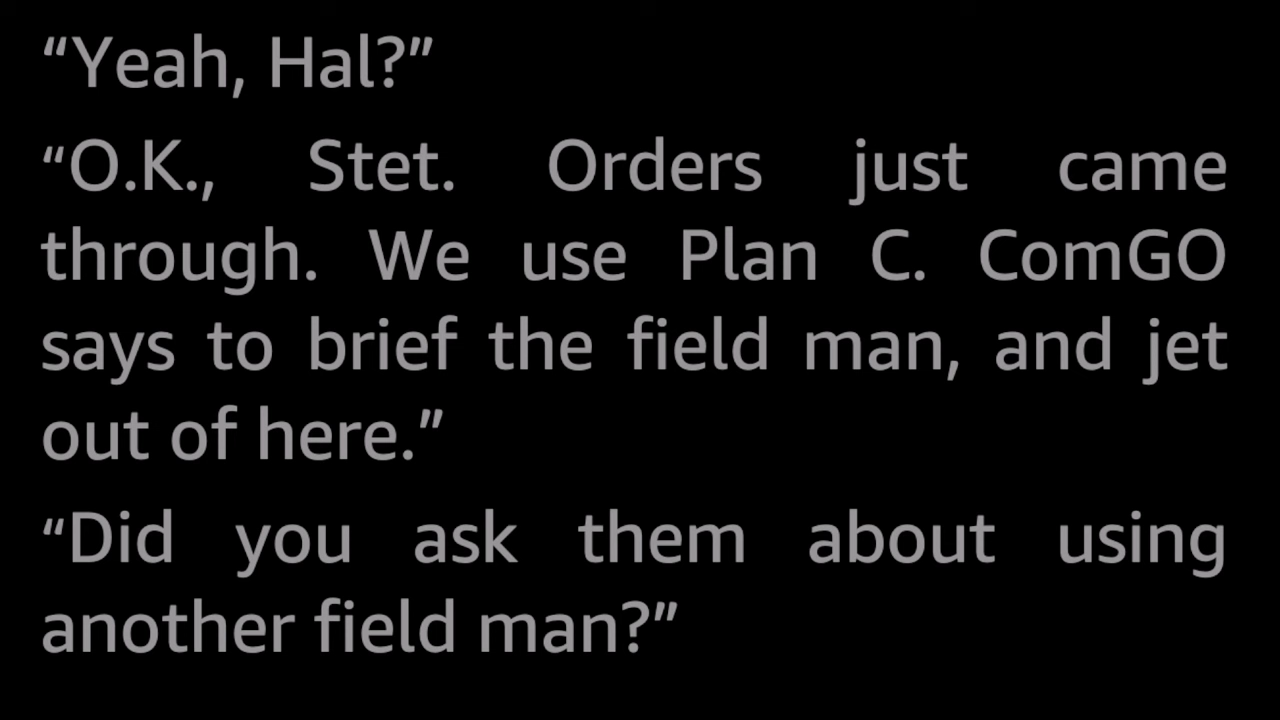 “Yeah, Hal?”
“O.K., Stet. Orders just came
through. We use Plan C. ComGO
says to brief the field man, and jet
out of here.”
“Did you ask them about using
another field man?”